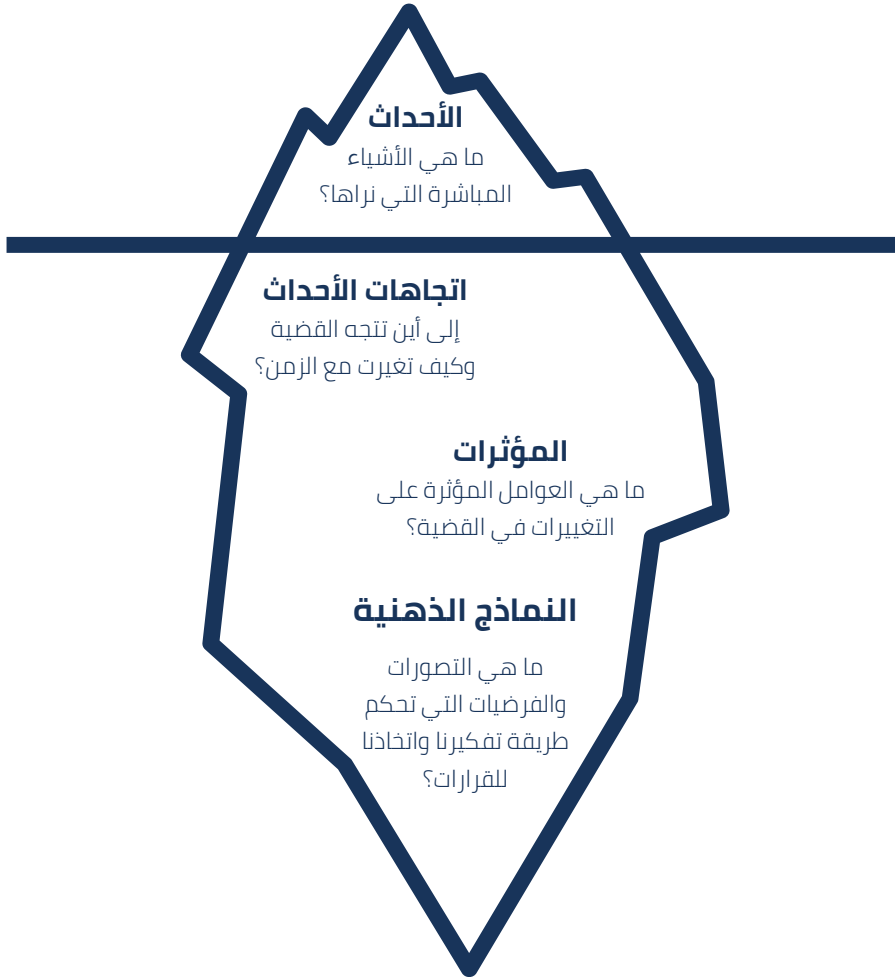 الأحداث
ما هي الأشياء
المباشرة التي نراها؟
اتجاهات الأحداث
إلى أين تتجه القضية
وكيف تغيرت مع الزمن؟
المؤثرات
ما هي العوامل المؤثرة على
التغييرات في القضية؟
النماذج الذهنية
ما هي التصورات
والفرضيات التي تحكم
طريقة تفكيرنا واتخاذنا
للقرارات؟